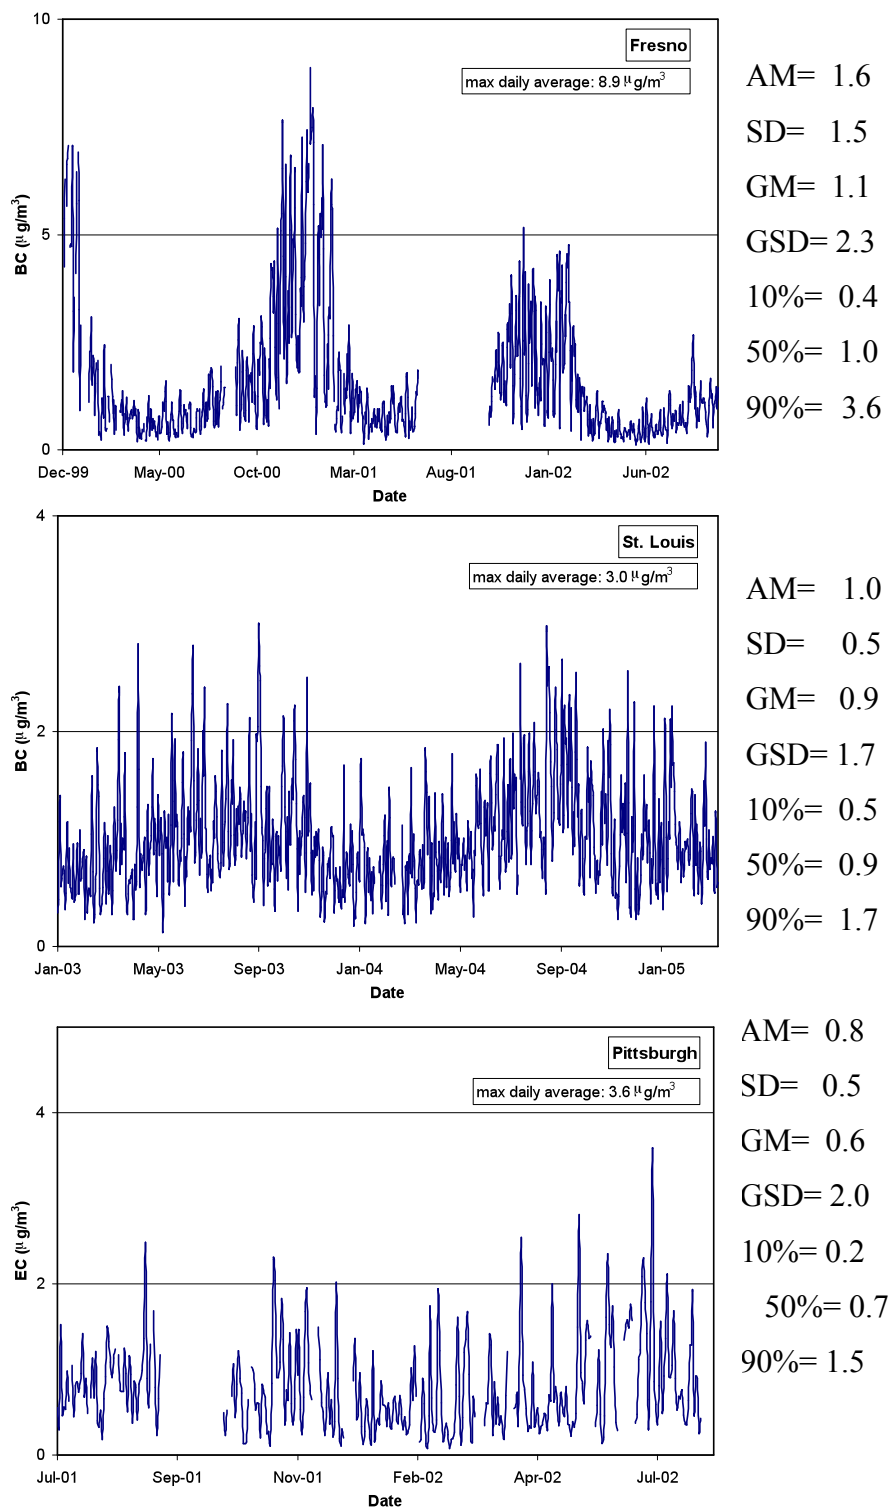 10
Fresno
max daily average: 8.9 μg/m³
AM= 1.6
SD= 1.5
GM= 1.1
GSD= 2.3
10%= 0.4
50%= 1.0
90%= 3.6
BC (μg/m³)
5
0
Dec-99 May-00 Oct-00 Mar-01 Aug-01 Jan-02 Jun-02
Date
4
St. Louis
max daily average: 3.0 μg/m³
AM= 1.0
SD= 0.5
GM= 0.9
GSD= 1.7
10%= 0.5
50%= 0.9
90%= 1.7
BC (μg/m³)
2
0
Jan-03 May-03 Sep-03 Jan-04 May-04 Sep-04 Jan-05
Date
Pittsburgh
max daily average: 3.6 μg/m³
AM= 0.8
SD= 0.5
GM= 0.6
GSD= 2.0
10%= 0.2
50%= 0.7
90%= 1.5
4
EC (μg/m³)
2
0
Jul-01 Sep-01 Nov-01 Feb-02 Apr-02 Jul-02
Date